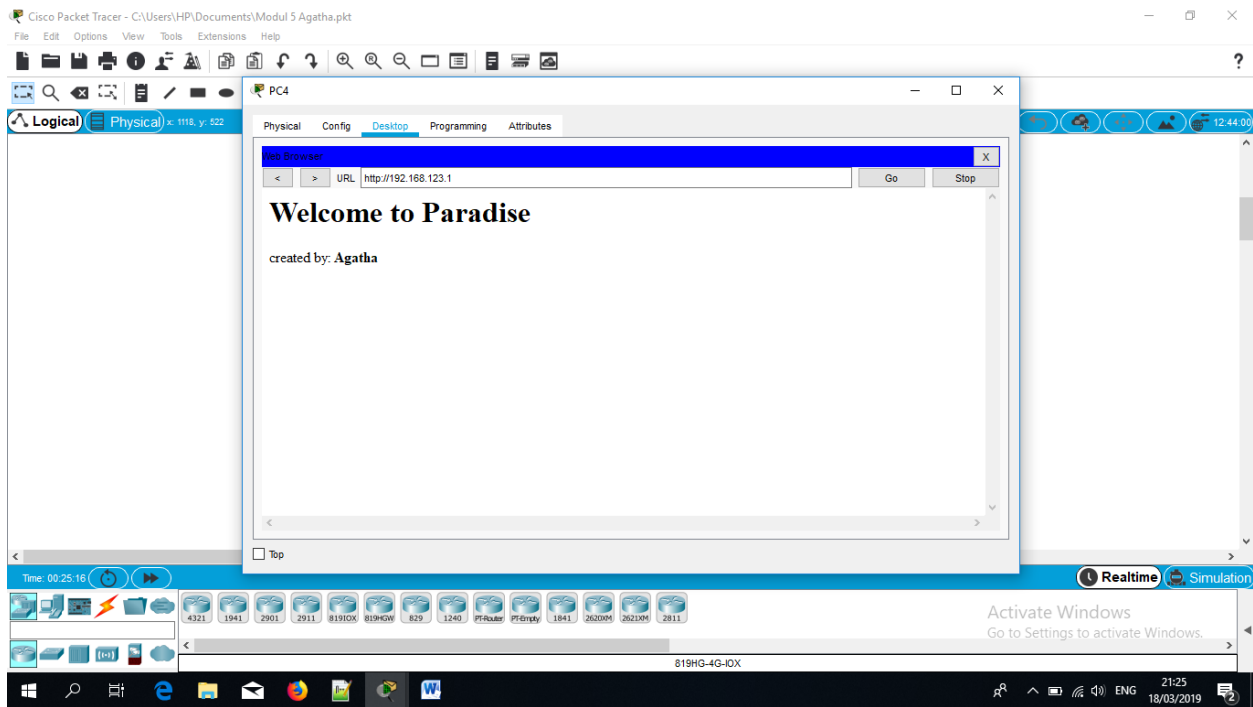 Cisco Packet Tracer - C:\Users\HP\Documents\Modul 5 Agatha.pkt
File Edit Options View Tools Extensions Help
?
PC4
Logical Physical x: 1118, y: 522
12:44:00
Physical Config Desktop Programming Attributes
Web Browser
X
< > URL http://192.168.123.1 Go Stop
Welcome to Paradise
created by: Agatha
Top
Time: 00:25:16
Realtime Simulation
4321 1941 2901 2911 819IOX 819HGW 829 1240 PT-Router PT-Empty 1841 2620XM 2621XM 2811
Activate Windows
Go to Settings to activate Windows.
819HG-4G-IOX
ENG
21:25
18/03/2019
2